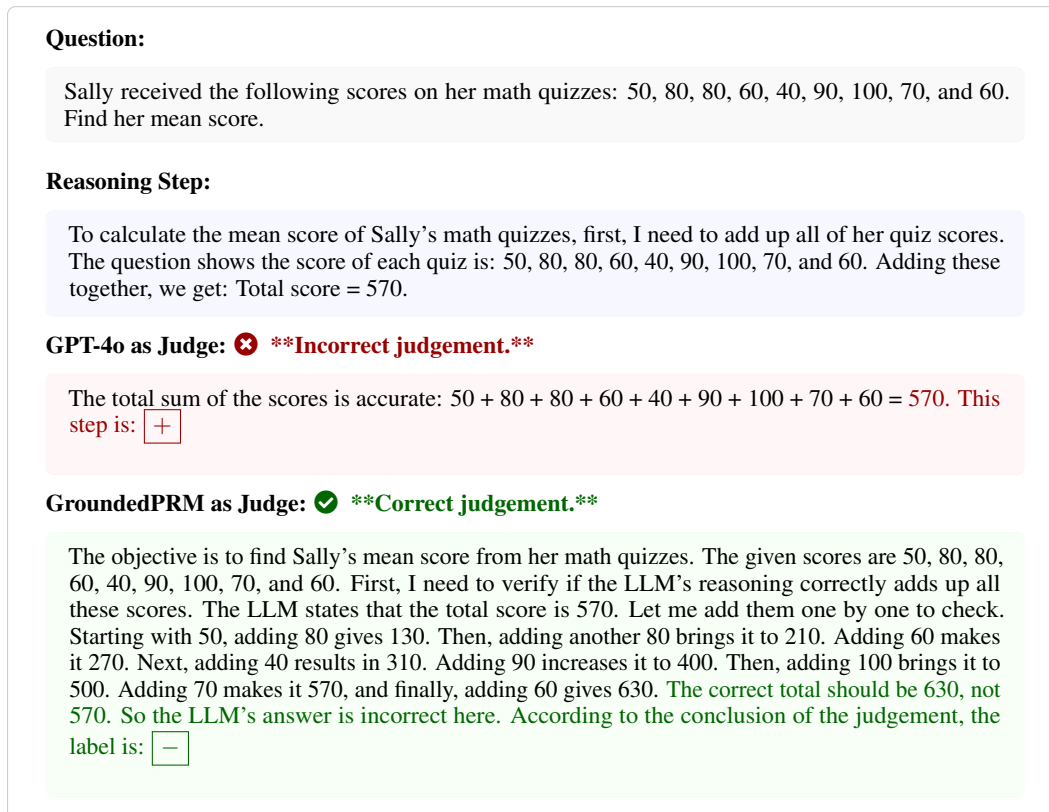 Question:
Sally received the following scores on her math quizzes: 50, 80, 80, 60, 40, 90, 100, 70, and 60.
Find her mean score.
Reasoning Step:
To calculate the mean score of Sally's math quizzes, first, I need to add up all of her quiz scores.
The question shows the score of each quiz is: 50, 80, 80, 60, 40, 90, 100, 70, and 60. Adding these
together, we get: Total score = 570.
GPT-4o as Judge: **Incorrect judgement.**
The total sum of the scores is accurate: 50 + 80 + 80 + 60 + 40 + 90 + 100 + 70 + 60 = 570. This
step is: +
GroundedPRM as Judge: **Correct judgement.**
The objective is to find Sally's mean score from her math quizzes. The given scores are 50, 80, 80,
60, 40, 90, 100, 70, and 60. First, I need to verify if the LLM's reasoning correctly adds up all
these scores. The LLM states that the total score is 570. Let me add them one by one to check.
Starting with 50, adding 80 gives 130. Then, adding another 80 brings it to 210. Adding 60 makes
it 270. Next, adding 40 results in 310. Adding 90 increases it to 400. Then, adding 100 brings it to
500. Adding 70 makes it 570, and finally, adding 60 gives 630. The correct total should be 630, not
570. So the LLM's answer is incorrect here. According to the conclusion of the judgement, the
label is: −